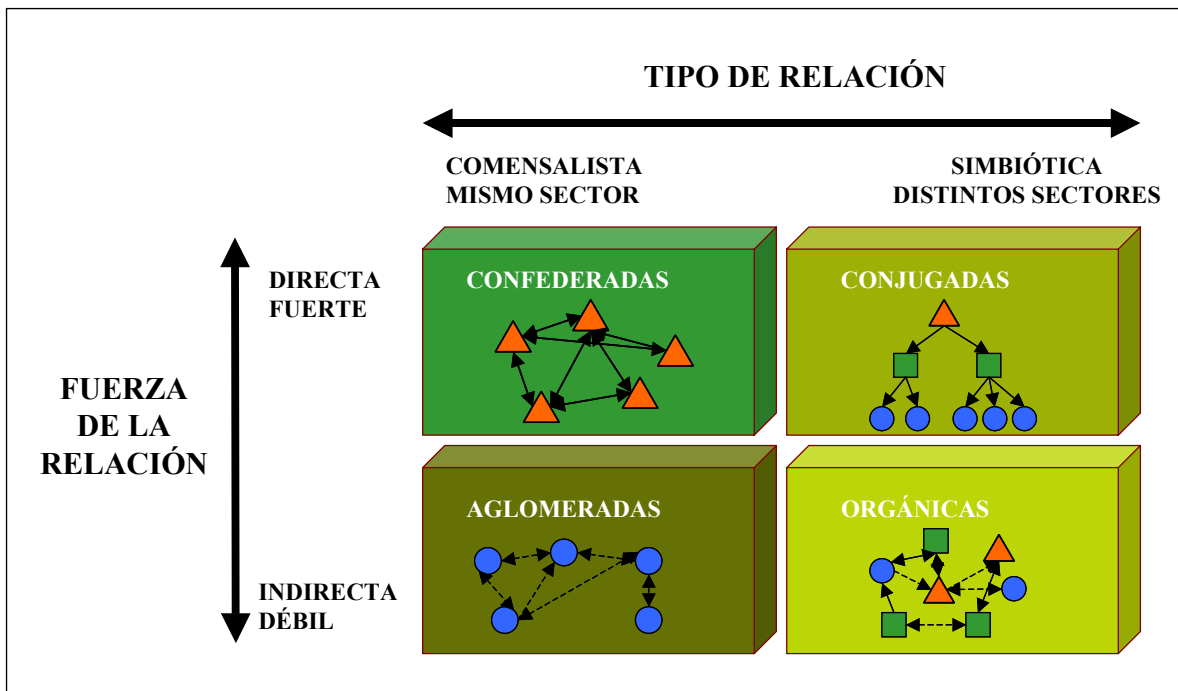 TIPO DE RELACIÓN
COMENSALISTA
MISMO SECTOR
SIMBIÓTICA
DISTINTOS SECTORES
FUERZA
DE LA
RELACIÓN
DIRECTA
FUERTE
CONFEDERADAS
CONJUGADAS
INDIRECTA
DÉBIL
AGLOMERADAS
ORGÁNICAS